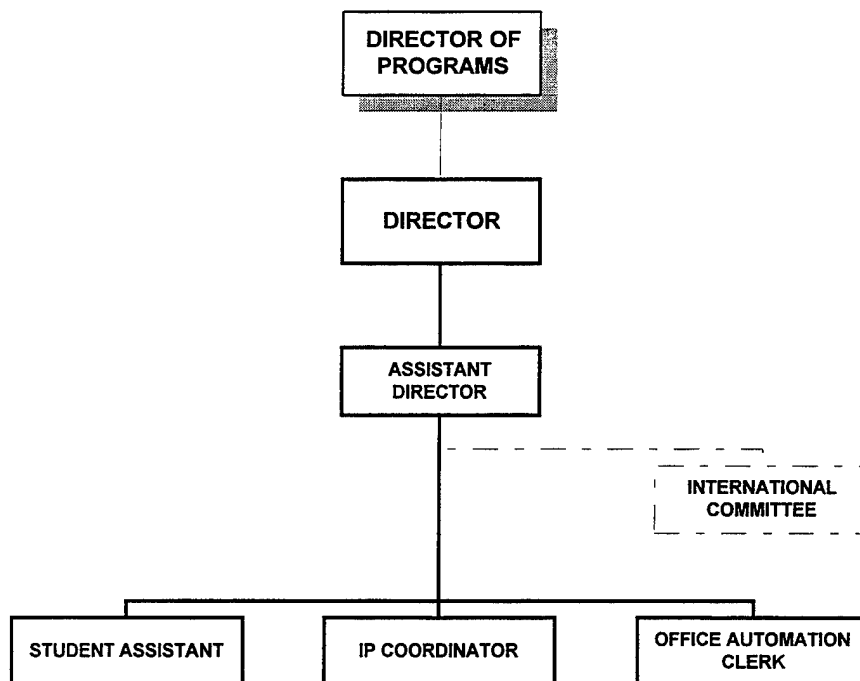 DIRECTOR OF
PROGRAMS
DIRECTOR
ASSISTANT
DIRECTOR
INTERNATIONAL
COMMITTEE
STUDENT ASSISTANT
IP COORDINATOR
OFFICE AUTOMATION
CLERK